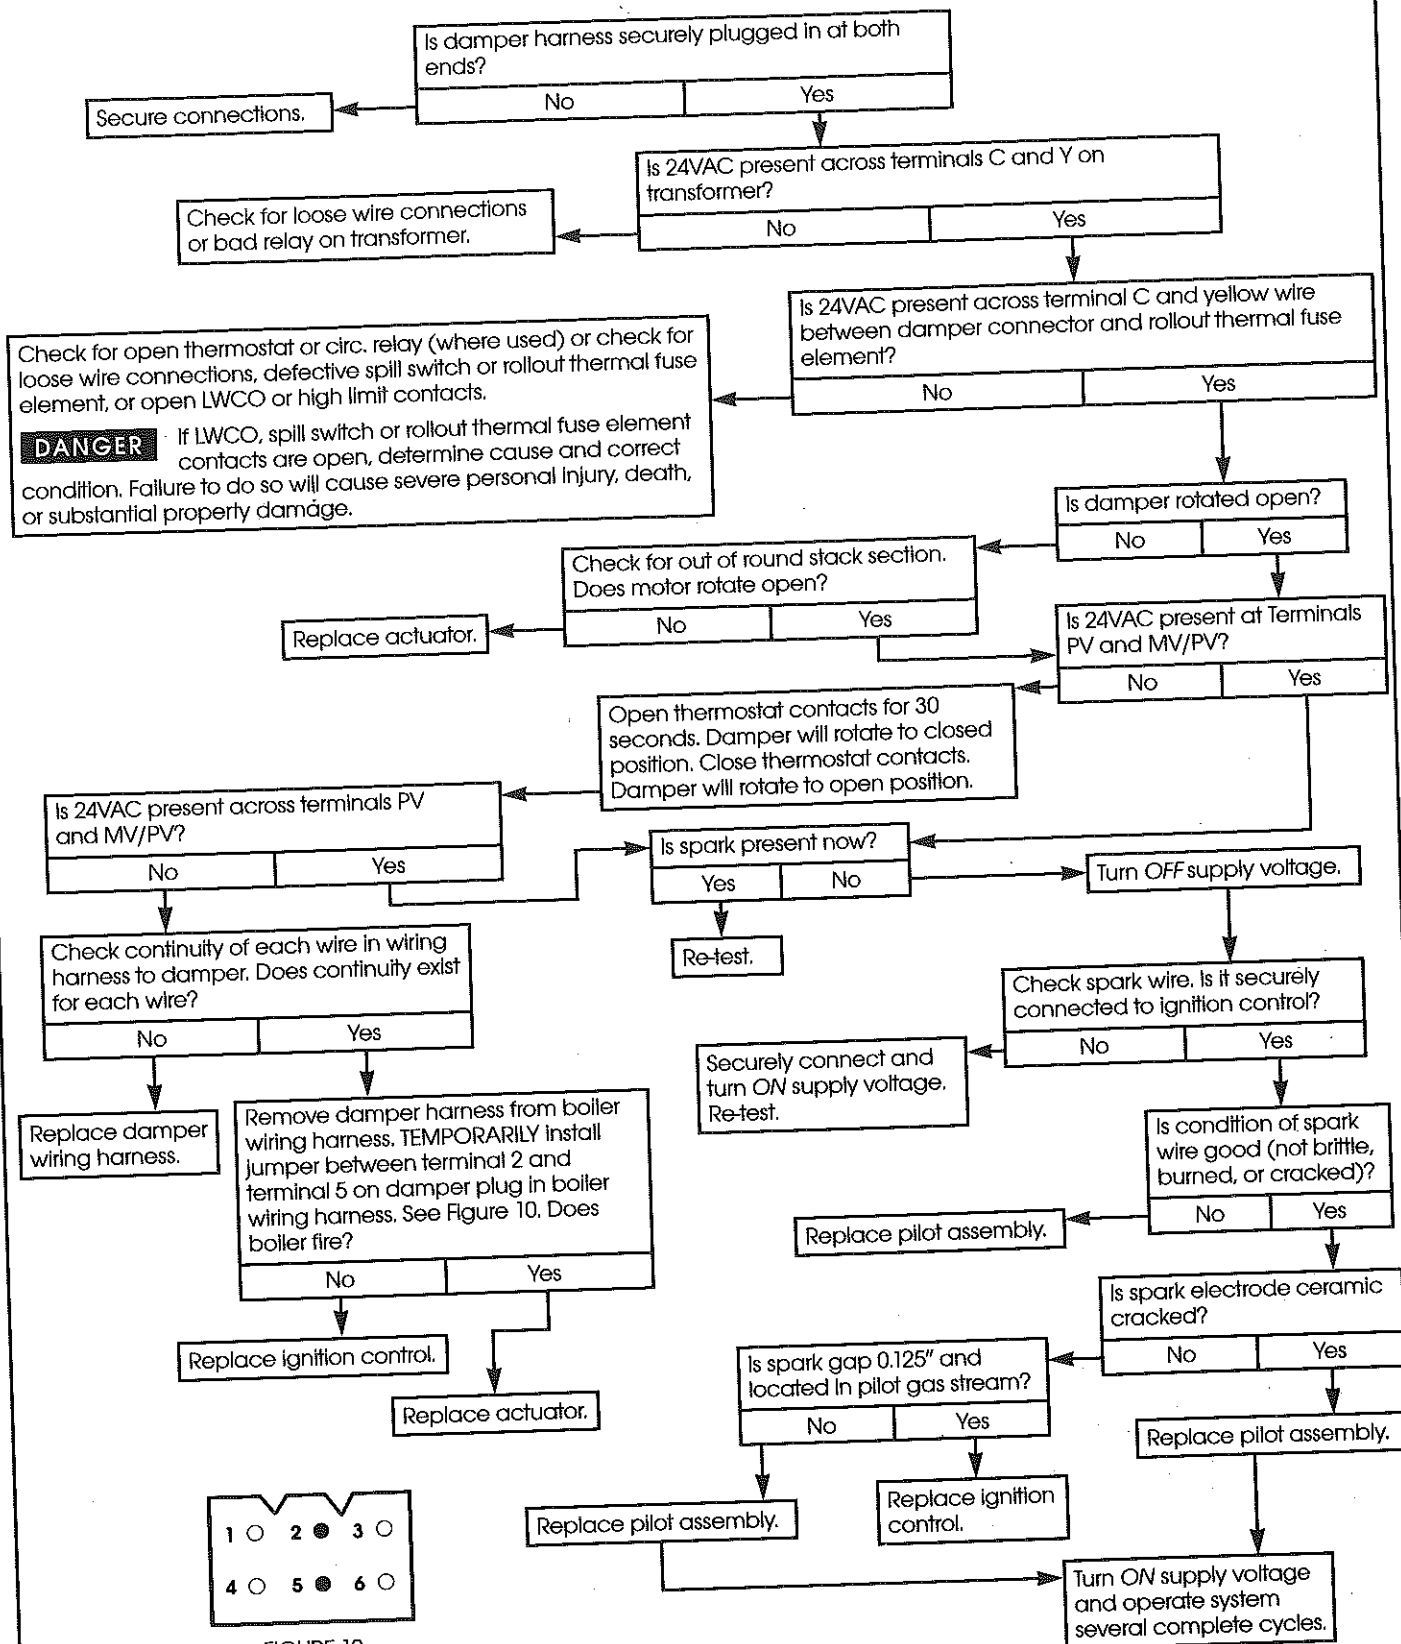 Is damper harness securely plugged in at both
ends?
No
Yes
Secure connections.
Is 24VAC present across terminals C and Y on
transformer?
No
Yes
Check for loose wire connections
or bad relay on transformer.
Is 24VAC present across terminal C and yellow wire
between damper connector and rollout thermal fuse
element?
No
Yes
Check for open thermostat or circ. relay (where used) or check for
loose wire connections, defective spill switch or rollout thermal fuse
element, or open LWCO or high limit contacts.
DANGER If LWCO, spill switch or rollout thermal fuse element
contacts are open, determine cause and correct
condition. Failure to do so will cause severe personal injury, death,
or substantial property damage.
Is damper rotated open?
No
Yes
Check for out of round stack section.
Does motor rotate open?
No
Yes
Replace actuator.
Is 24VAC present at Terminals
PV and MV/PV?
No
Yes
Open thermostat contacts for 30
seconds. Damper will rotate to closed
position. Close thermostat contacts.
Damper will rotate to open position.
Is 24VAC present across terminals PV
and MV/PV?
No
Yes
Is spark present now?
Yes
No
Turn OFF supply voltage.
Re-test.
Check continuity of each wire in wiring
harness to damper. Does continuity exist
for each wire?
No
Yes
Check spark wire. Is it securely
connected to ignition control?
No
Yes
Securely connect and
turn ON supply voltage.
Re-test.
Replace damper
wiring harness.
Remove damper harness from boiler
wiring harness. TEMPORARILY install
jumper between terminal 2 and
terminal 5 on damper plug in boiler
wiring harness. See Figure 10. Does
boiler fire?
No
Yes
Is condition of spark
wire good (not brittle,
burned, or cracked)?
No
Yes
Replace pilot assembly.
Is spark electrode ceramic
cracked?
No
Yes
Replace ignition control.
Replace actuator.
Is spark gap 0.125" and
located in pilot gas stream?
No
Yes
Replace pilot assembly.
Replace pilot assembly.
Replace ignition
control.
1 2 3
4 5 6
Turn ON supply voltage
and operate system
several complete cycles.
FIGURE 10